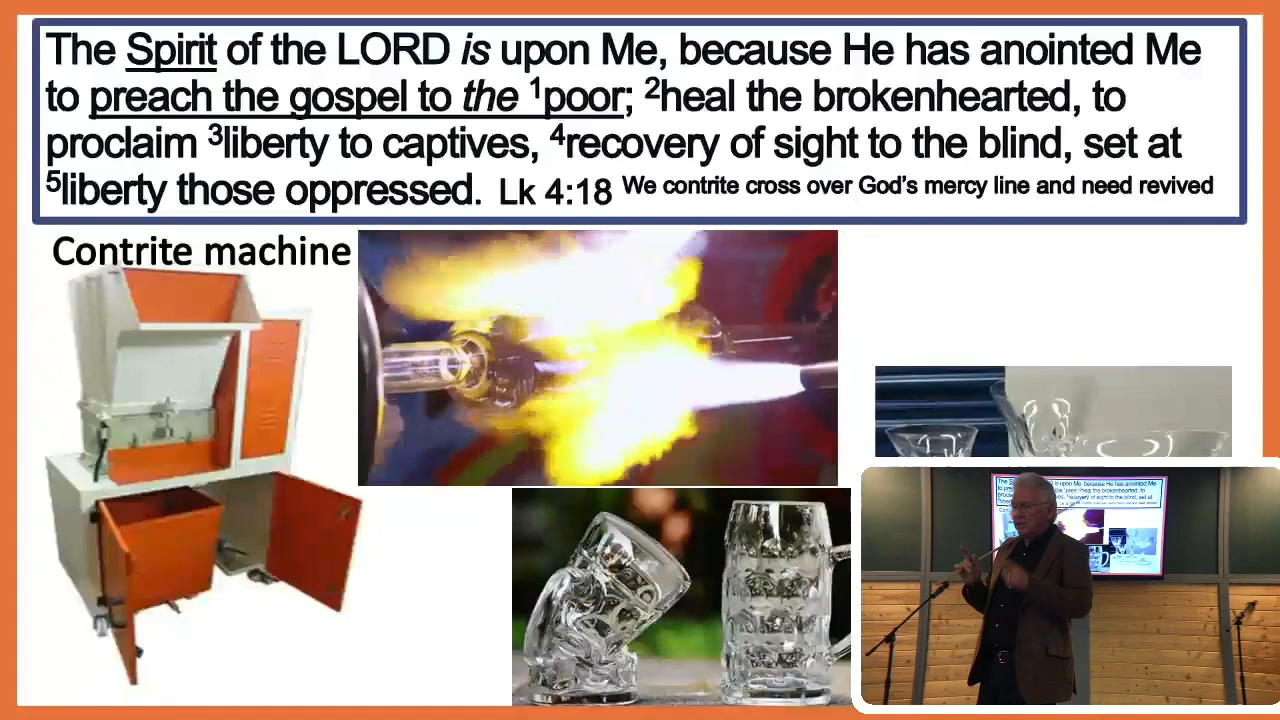 The Spirit of the LORD is upon Me, because He has anointed Me
to preach the gospel to the ¹poor; ²heal the brokenhearted, to
proclaim ³liberty to captives, ⁴recovery of sight to the blind, set at
⁵liberty those oppressed. Lk 4:18 We contrite cross over God's mercy line and need revived
Contrite machine